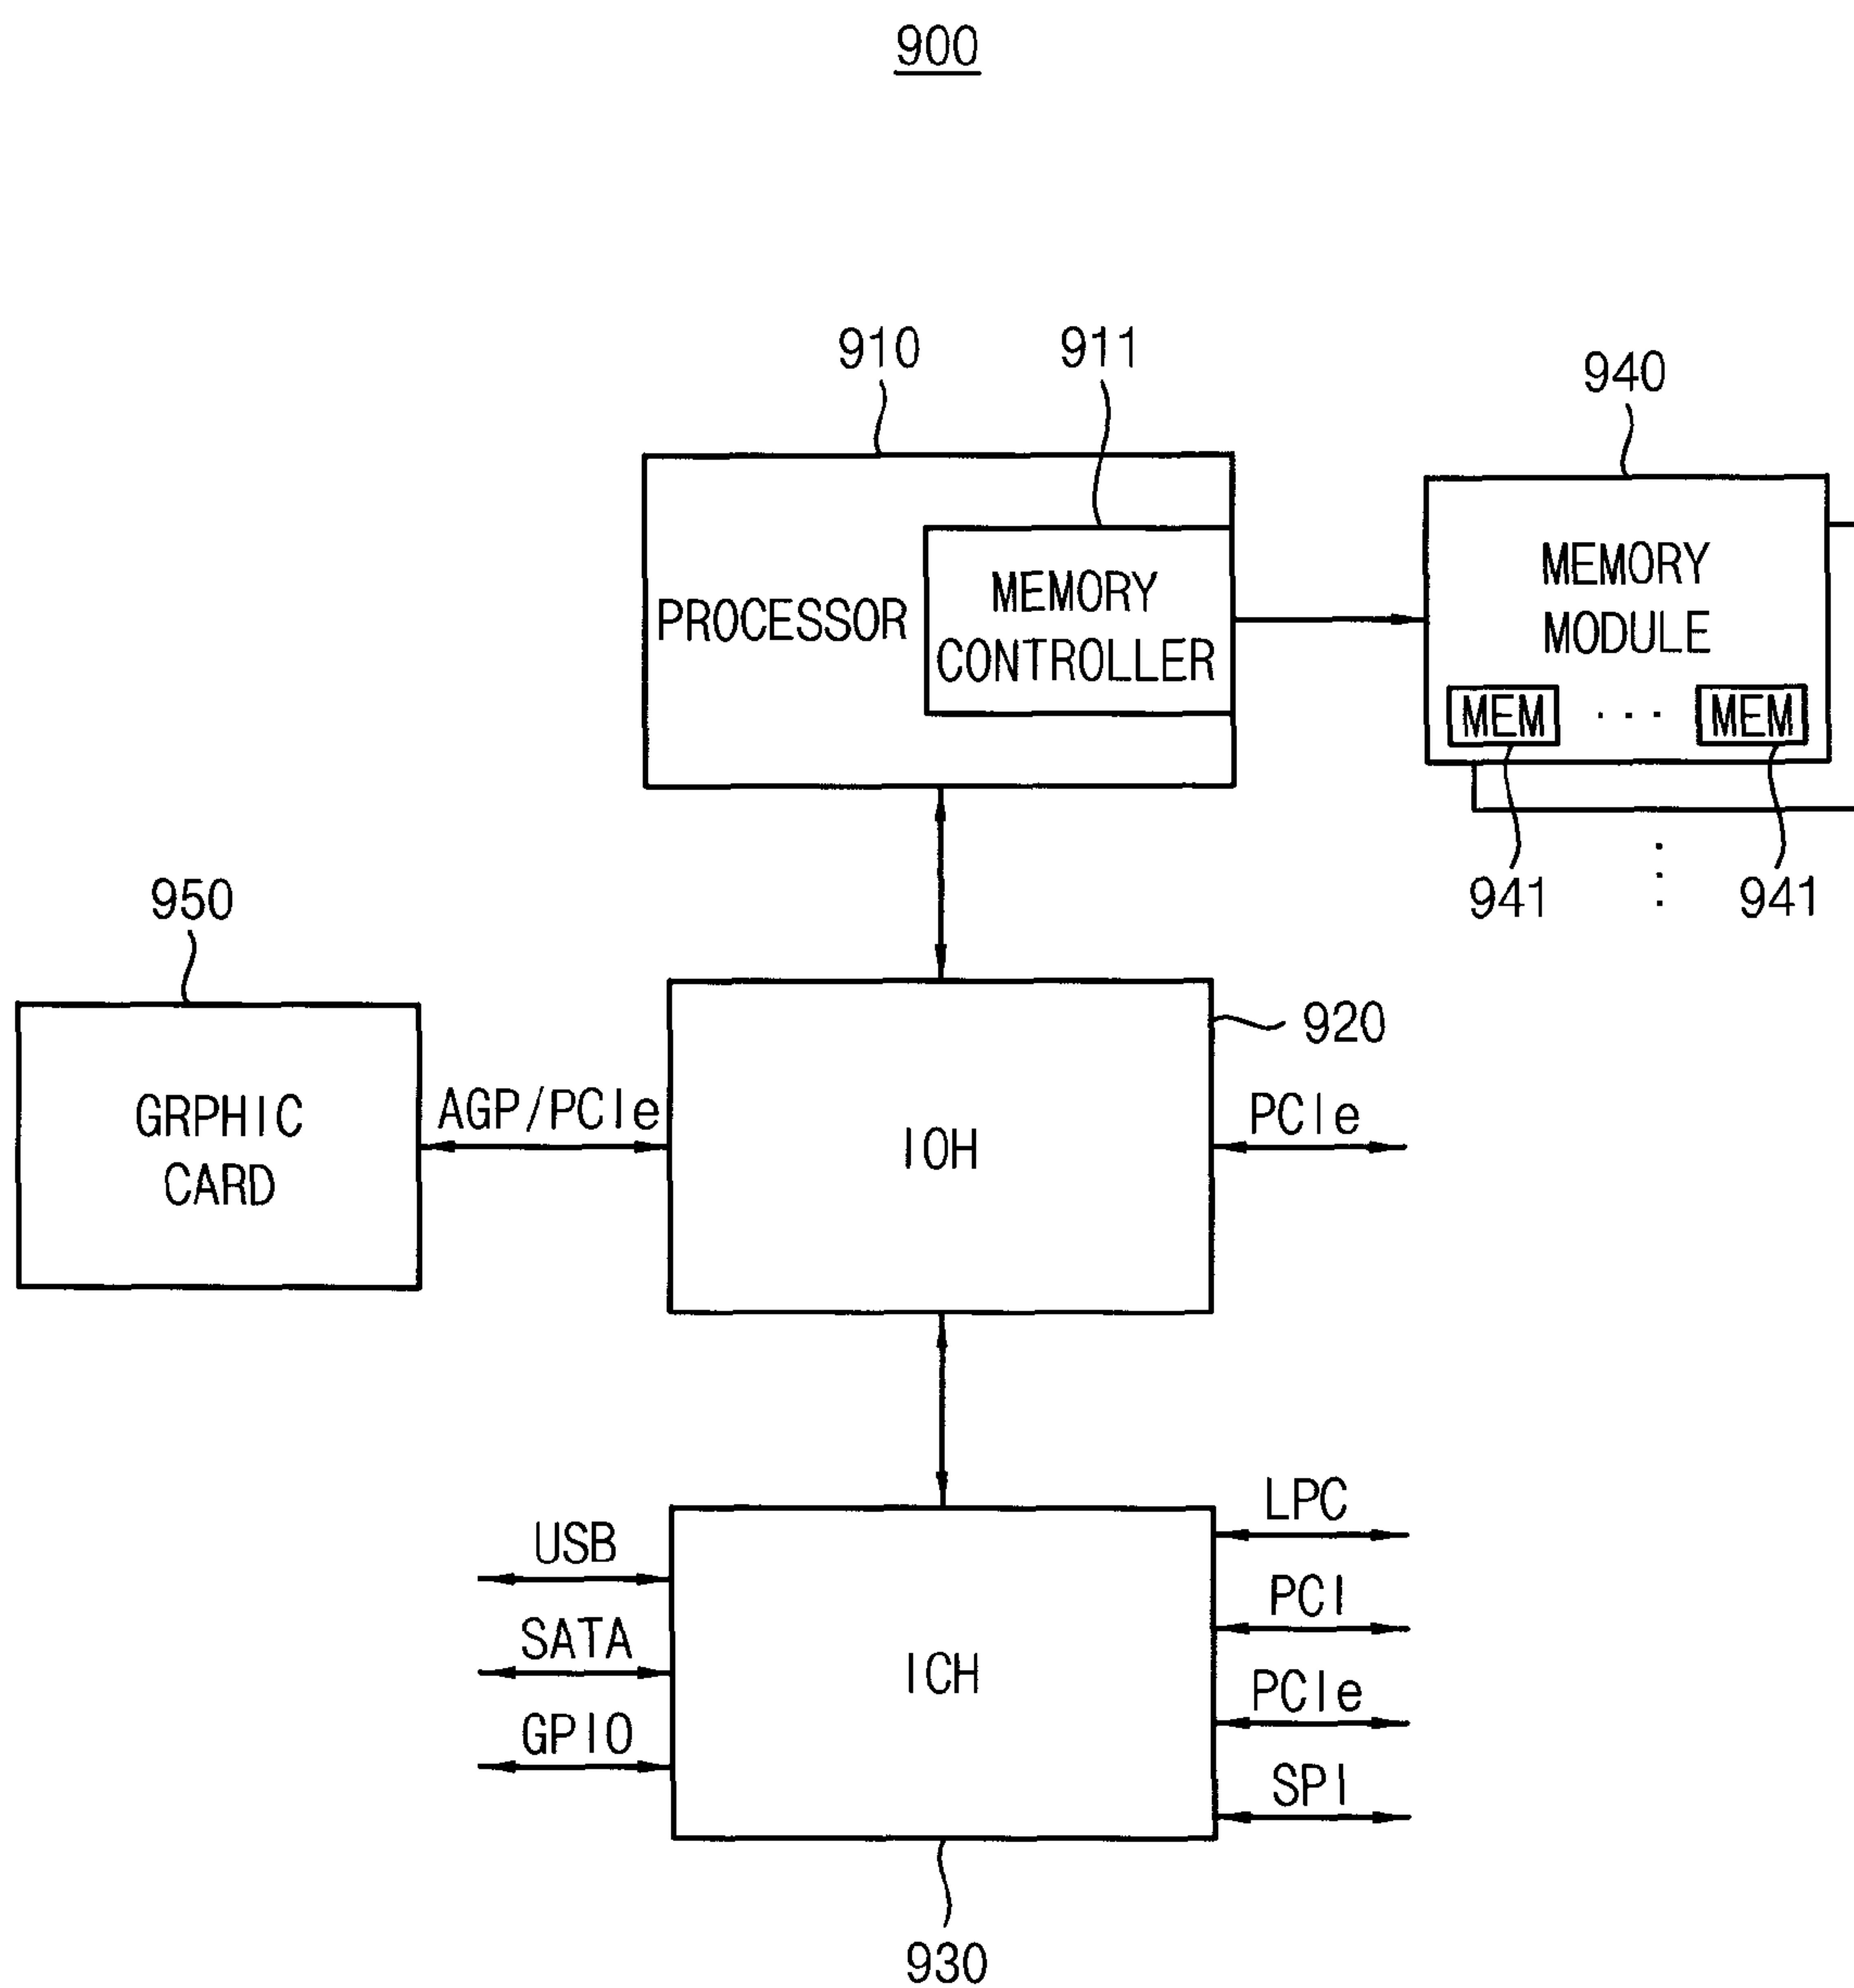 900
910
911
940
PROCESSOR
MEMORY
CONTROLLER
MEMORY
MODULE
MEM
...
MEM
941
941
950
920
GRPHIC
CARD
AGP/PCIe
IOH
PCIe
USB
SATA
GPIO
ICH
LPC
PCI
PCIe
SPI
930